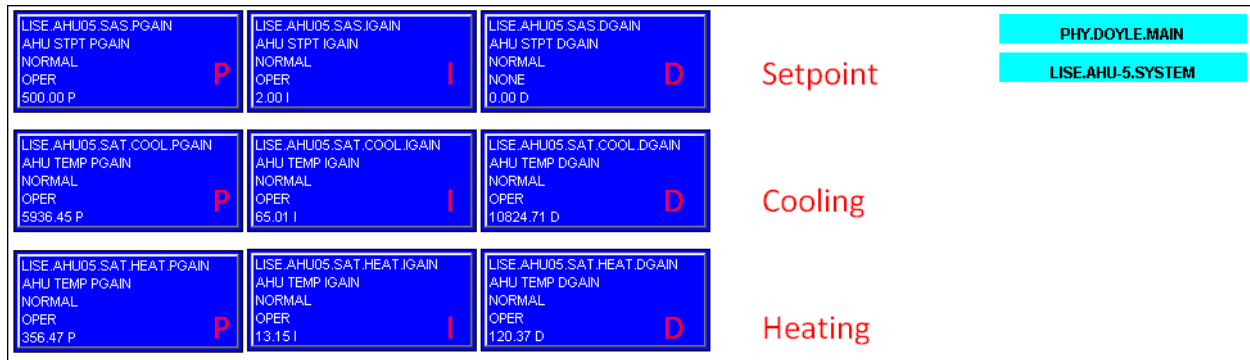 LISE.AHU05.SAS.PGAIN
AHU STPT PGAIN
NORMAL
OPER
500.00 P
P
LISE.AHU05.SAS.IGAIN
AHU STPT IGAIN
NORMAL
OPER
2.00 I
I
LISE.AHU05.SAS.DGAIN
AHU STPT DGAIN
NORMAL
NONE
0.00 D
D
Setpoint
PHY.DOYLE.MAIN
LISE.AHU-5.SYSTEM
LISE.AHU05.SAT.COOL.PGAIN
AHU TEMP PGAIN
NORMAL
OPER
5936.45 P
P
LISE.AHU05.SAT.COOL.IGAIN
AHU TEMP IGAIN
NORMAL
OPER
65.01 I
I
LISE.AHU05.SAT.COOL.DGAIN
AHU TEMP DGAIN
NORMAL
OPER
10824.71 D
D
Cooling
LISE.AHU05.SAT.HEAT.PGAIN
AHU TEMP PGAIN
NORMAL
OPER
356.47 P
P
LISE.AHU05.SAT.HEAT.IGAIN
AHU TEMP IGAIN
NORMAL
OPER
13.15 I
I
LISE.AHU05.SAT.HEAT.DGAIN
AHU TEMP DGAIN
NORMAL
OPER
120.37 D
D
Heating